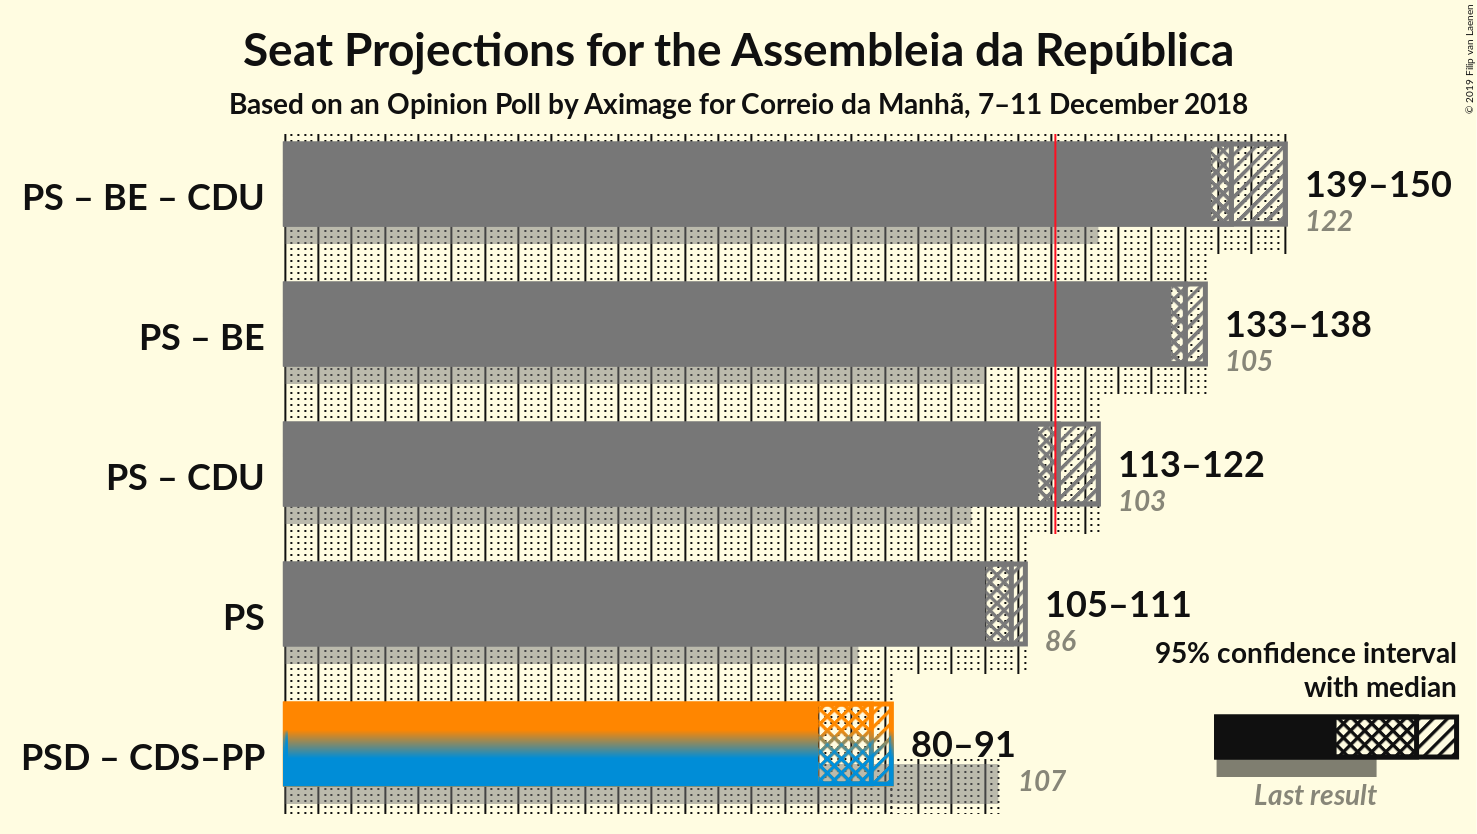 Seat Projections for the Assembleia da República
Based on an Opinion Poll by Aximage for Correio da Manhã, 7–11 December 2018
© 2019 Filip van Laenen
PS – BE – CDU
139–150
122
PS – BE
133–138
105
PS – CDU
113–122
103
PS
105–111
86
PSD – CDS–PP
80–91
107
95% confidence interval
with median
Last result